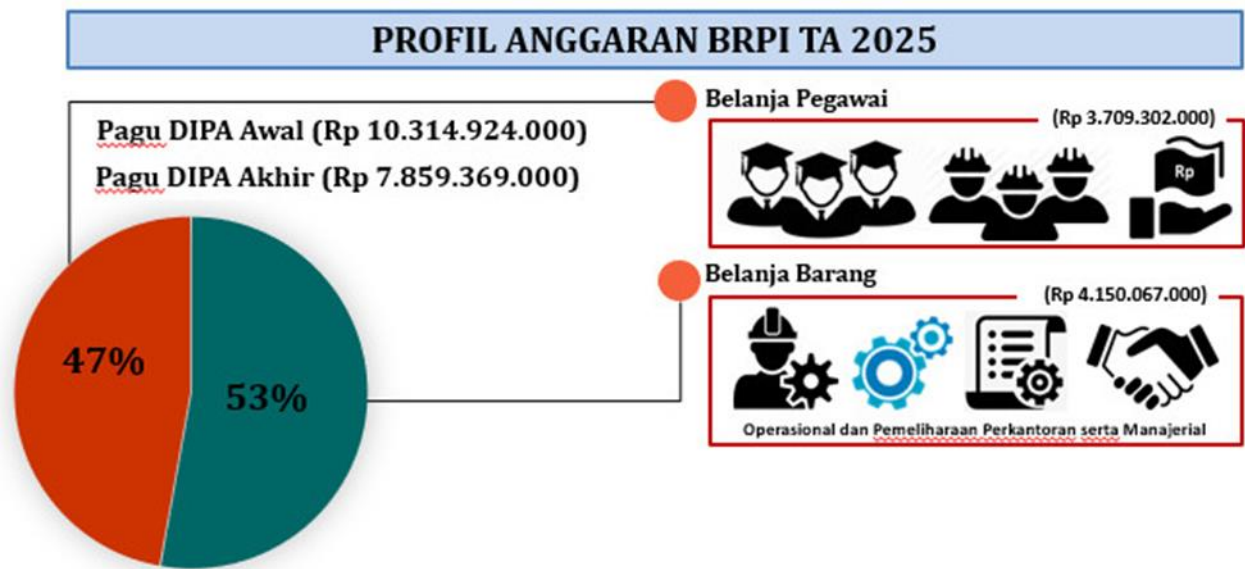 PROFIL ANGGARAN BRPI TA 2025
Pagu DIPA Awal (Rp 10.314.924.000)
Pagu DIPA Akhir (Rp 7.859.369.000)
47%
53%
Belanja Pegawai
(Rp 3.709.302.000)
Rp
Belanja Barang
(Rp 4.150.067.000)
Operasional dan Pemeliharaan Perkantoran serta Manajerial